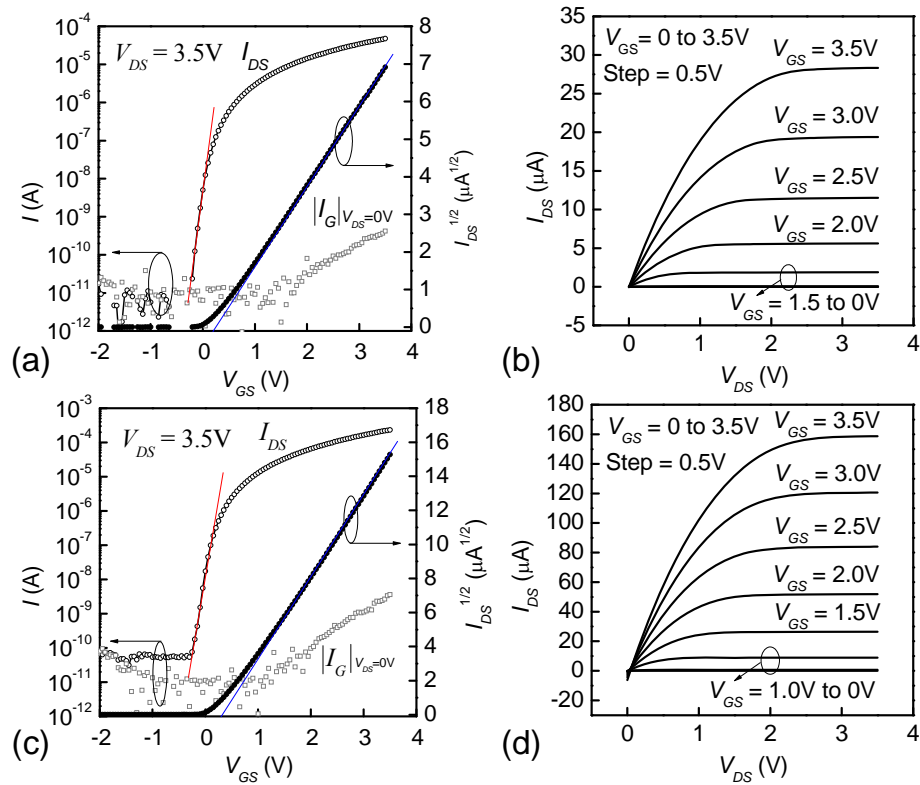 V_DS = 3.5V
I_DS
|I_G| V_DS=0V
I (A)
10^-4
10^-5
10^-6
10^-7
10^-8
10^-9
10^-10
10^-11
10^-12
8
7
6
5
4
3
2
1
0
I_DS^1/2 (µA^1/2)
-2 -1 0 1 2 3 4
V_GS (V)
(a)
V_GS = 0 to 3.5V
Step = 0.5V
V_GS = 3.5V
V_GS = 3.0V
V_GS = 2.5V
V_GS = 2.0V
V_GS = 1.5 to 0V
I_DS (µA)
35
30
25
20
15
10
5
0
-5
0 1 2 3 4
V_DS (V)
(b)
V_DS = 3.5V
I_DS
|I_G| V_DS=0V
I (A)
10^-3
10^-4
10^-5
10^-6
10^-7
10^-8
10^-9
10^-10
10^-11
10^-12
18
16
14
12
10
8
6
4
2
0
I_DS^1/2 (µA^1/2)
-2 -1 0 1 2 3 4
V_GS (V)
(c)
V_GS = 0 to 3.5V
Step = 0.5V
V_GS = 3.5V
V_GS = 3.0V
V_GS = 2.5V
V_GS = 2.0V
V_GS = 1.5V
V_GS = 1.0V to 0V
I_DS (µA)
180
160
140
120
100
80
60
40
20
0
-20
0 1 2 3 4
V_DS (V)
(d)